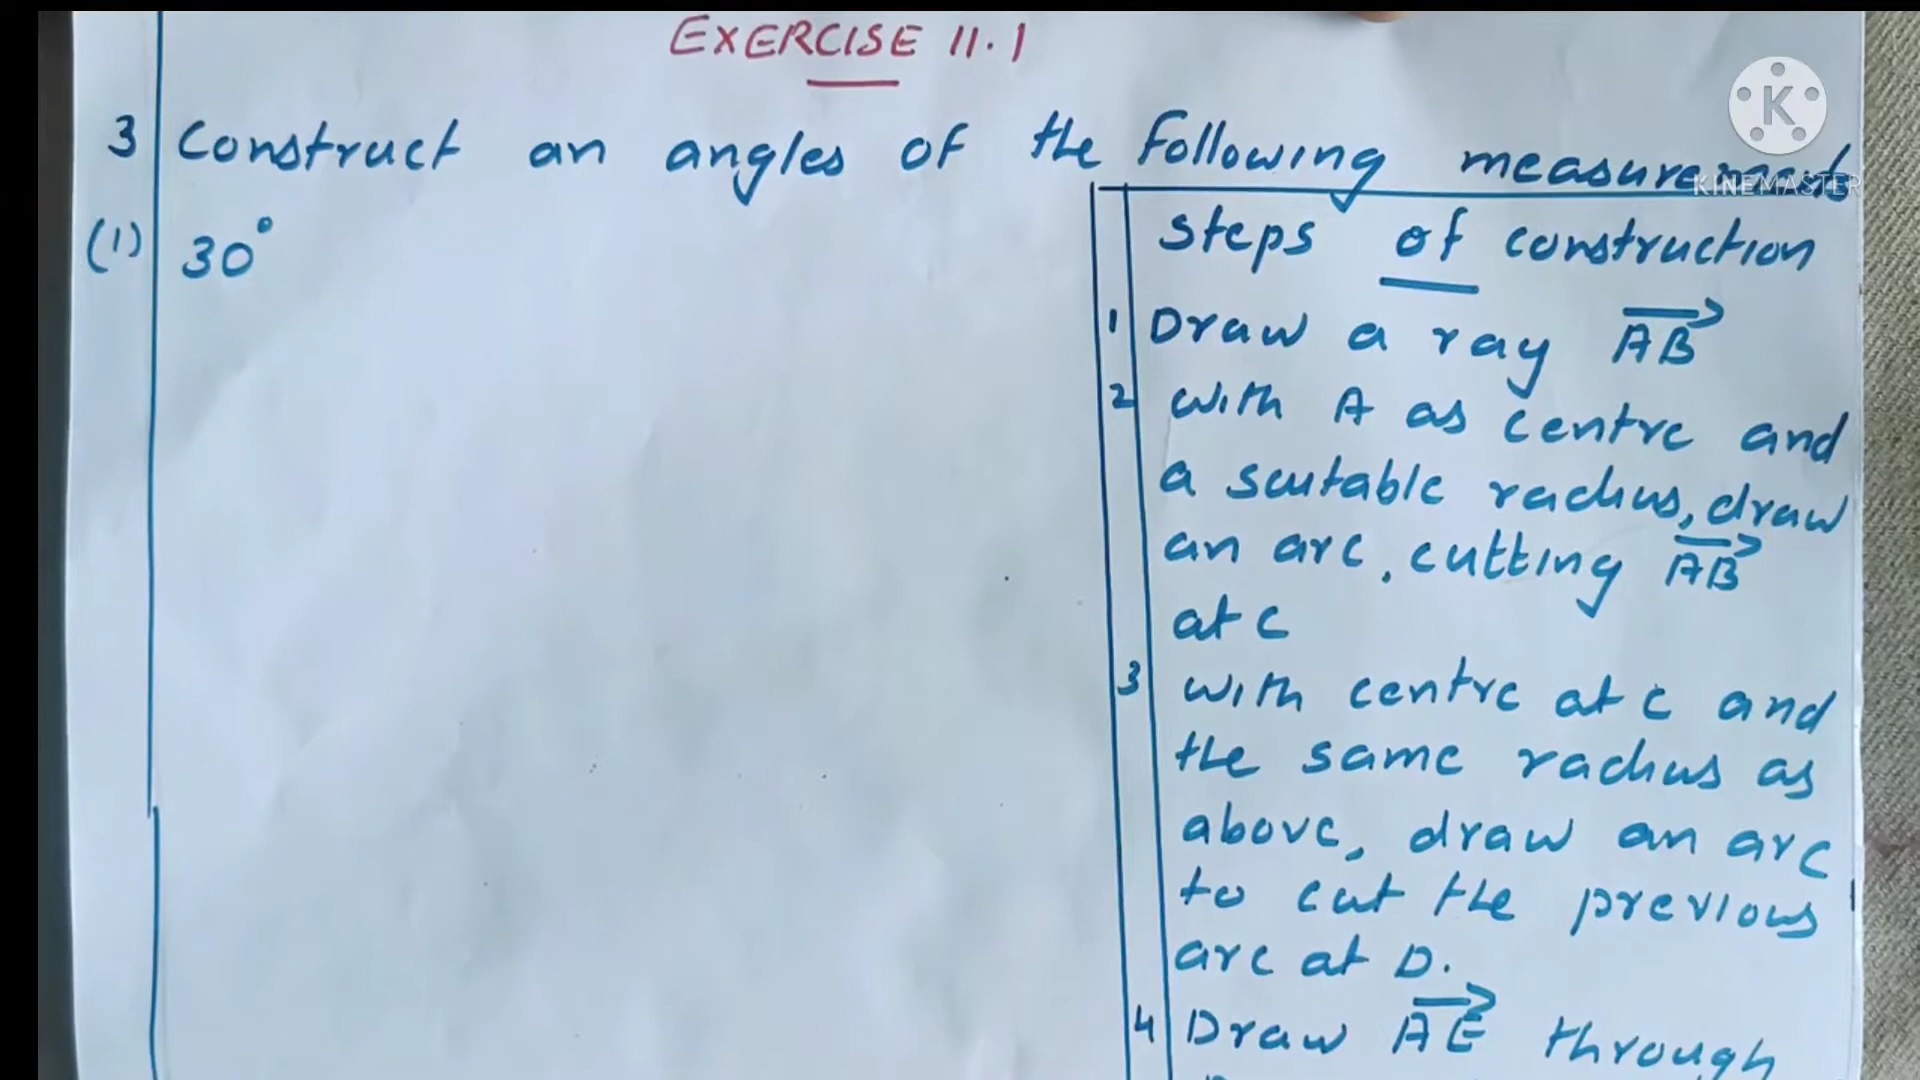 EXERCISE 11.1
3 Construct an angles of the following measurement
(1) 30°
steps of construction
1 Draw a ray AB
2 with A as centre and
a suitable radius, draw
an arc, cutting AB
at C
3 with centre at C and
the same radius as
above, draw an arc
to cut the previous
arc at D.
4 Draw AE through
K
KINEMASTER